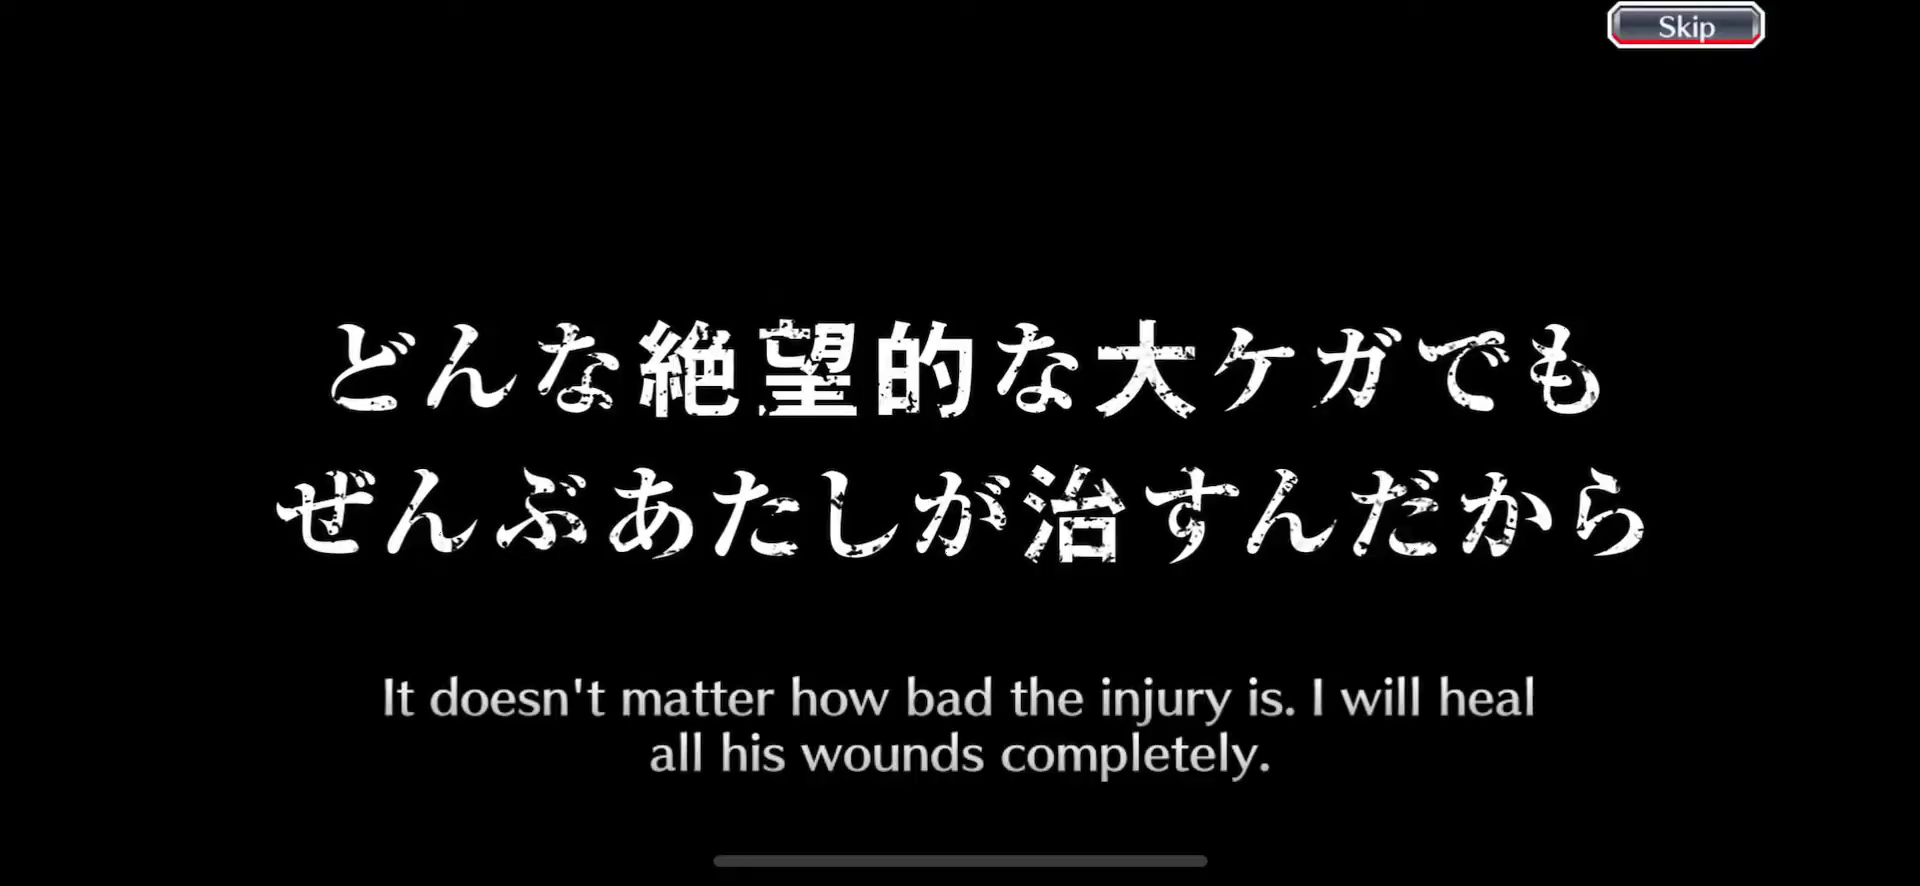 Skip
どんな絶望的な大ケガでも
ぜんぶあたしが治すんだから
It doesn't matter how bad the injury is. I will heal
all his wounds completely.